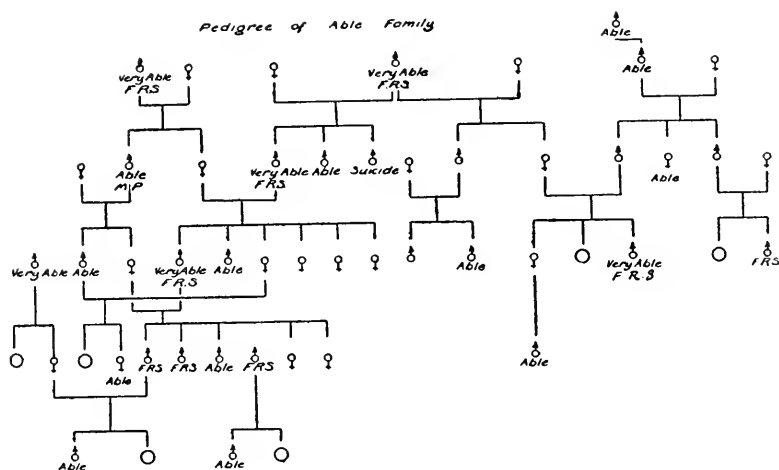 Pedigree of Able Family
Able
Very Able
F.R.S
Very Able
F.R.S
Able
Able
M P
Very Able
F R S
Able
Suicide
Able
Very Able
Able
Very Able
F.R.S
Able
Able
Very Able
F R.S
FRS
Able
FRS
FRS
Able
FRS
Able
Able
Able